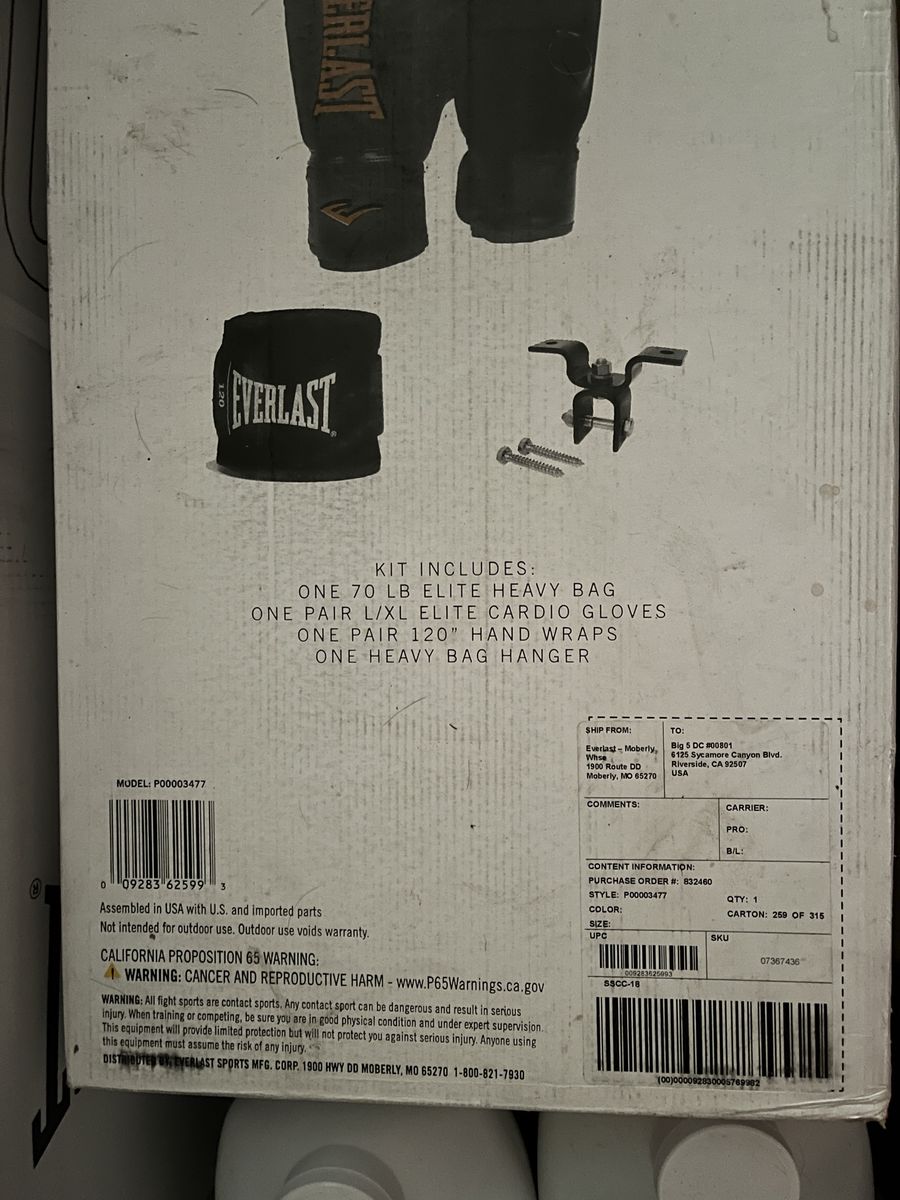 ERLAST
120
EVERLAST®
KIT INCLUDES:
ONE 70 LB ELITE HEAVY BAG
ONE PAIR L/XL ELITE CARDIO GLOVES
ONE PAIR 120” HAND WRAPS
ONE HEAVY BAG HANGER
MODEL: P00003477
0 09283 62599 3
Assembled in USA with U.S. and imported parts
Not intended for outdoor use. Outdoor use voids warranty.
CALIFORNIA PROPOSITION 65 WARNING:
WARNING: CANCER AND REPRODUCTIVE HARM - www.P65Warnings.ca.gov
WARNING: All fight sports are contact sports. Any contact sport can be dangerous and result in serious
injury. When training or competing, be sure you are in good physical condition and under expert supervision.
This equipment will provide limited protection but will not protect you against serious injury. Anyone using
this equipment must assume the risk of any injury.
DISTRIBUTED BY: EVERLAST SPORTS MFG. CORP. 1900 HWY DD MOBERLY, MO 65270 1-800-821-7930
SHIP FROM:
Everlast - Moberly,
Whse
1900 Route DD
Moberly, MO 65270
TO:
Big 5 DC #00801
6125 Sycamore Canyon Blvd.
Riverside, CA 92507
USA
COMMENTS:
CARRIER:
PRO:
B/L:
CONTENT INFORMATION:
PURCHASE ORDER #: 832460
STYLE: P00003477
QTY: 1
COLOR:
CARTON: 259 OF 315
SIZE:
UPC
009283625993
SKU
07367436
SSCC-18
(00)000092830005769982
®